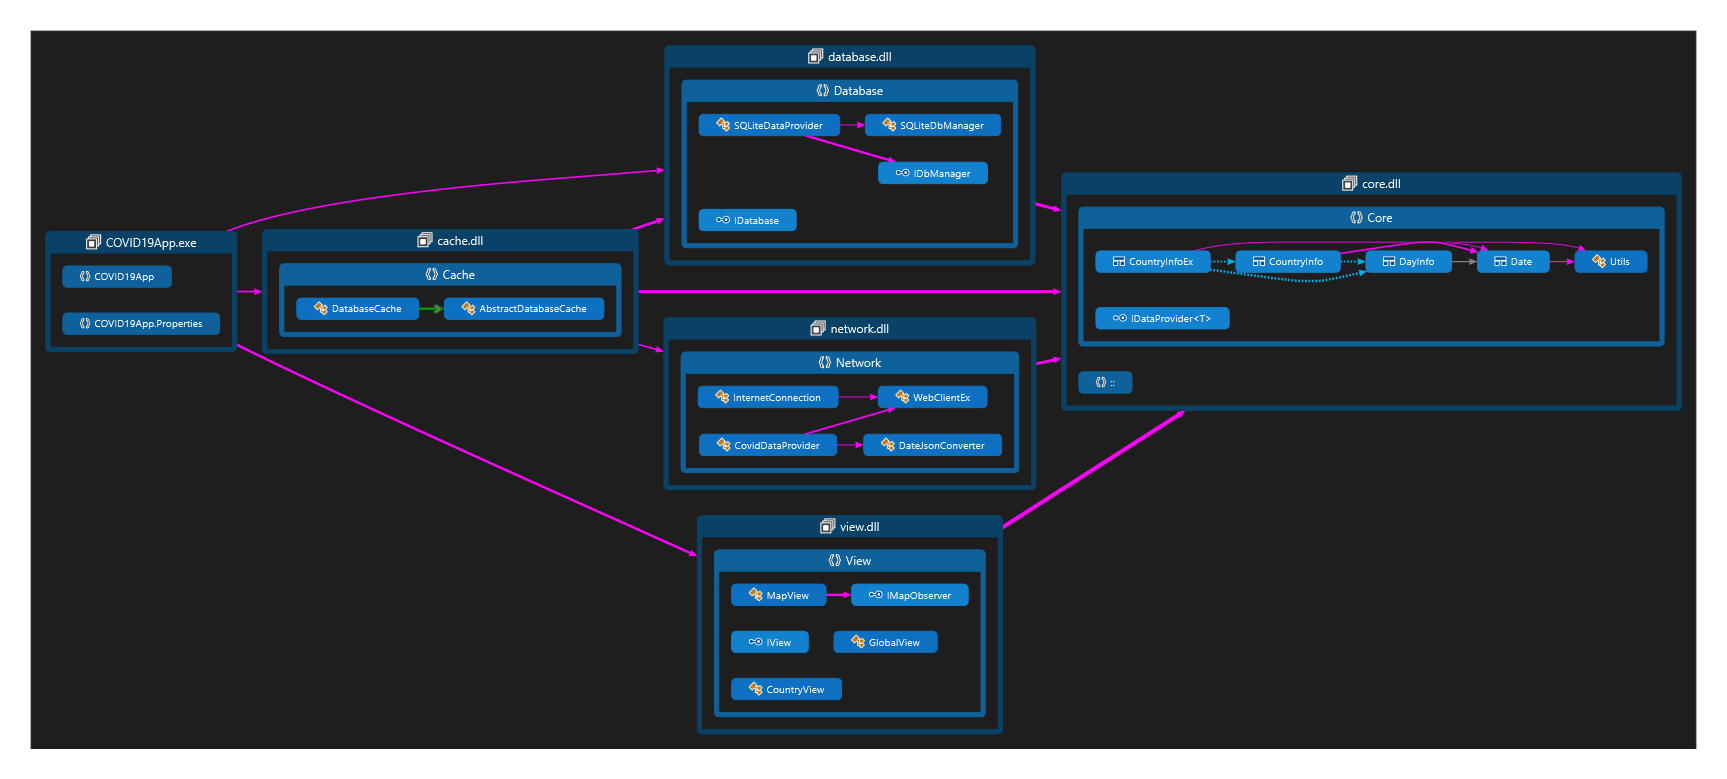 database.dll
Database
SQLiteDataProvider
SQLiteDbManager
IDbManager
IDatabase
COVID19App.exe
COVID19App
COVID19App.Properties
cache.dll
Cache
DatabaseCache
AbstractDatabaseCache
network.dll
Network
InternetConnection
WebClientEx
CovidDataProvider
DateJsonConverter
view.dll
View
MapView
IMapObserver
IView
GlobalView
CountryView
core.dll
Core
CountryInfoEx
CountryInfo
DayInfo
Date
Utils
IDataProvider<T>
::